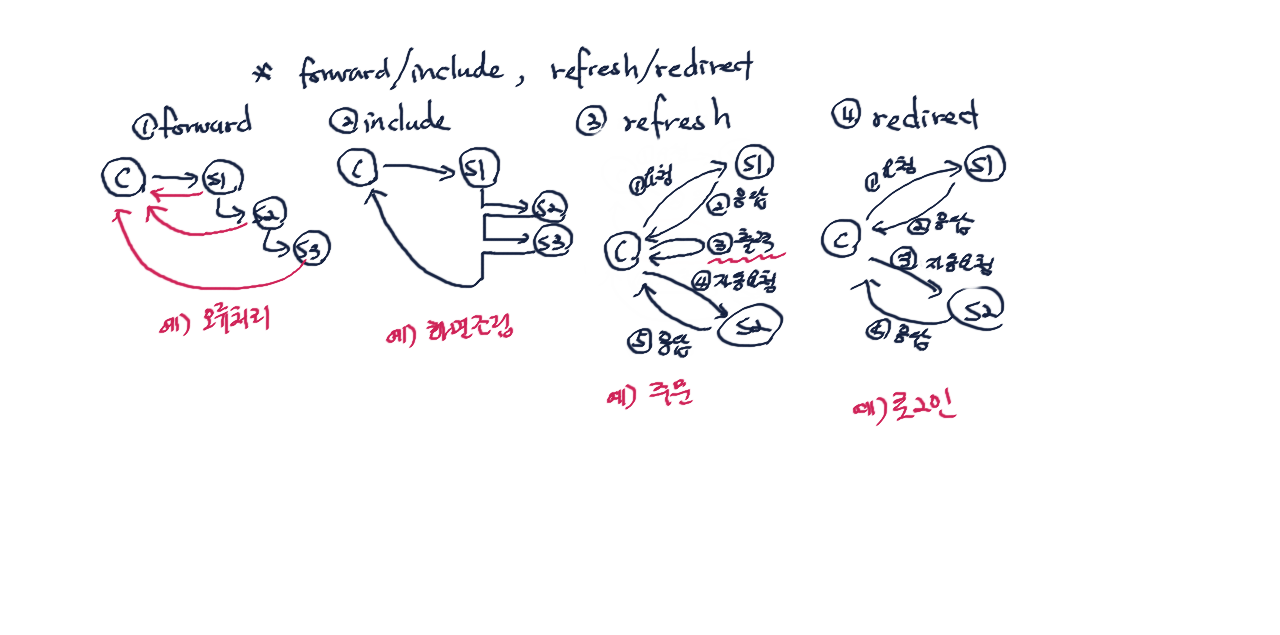 * forward/include, refresh/redirect
① forward
② include
③ refresh
④ redirect
C
S1
S2
S3
예) 오류처리
C
S1
S2
S3
예) 화면조립
S1
① 요청
② 응답
C
③ 출력
④ 자동요청
S2
⑤ 응답
예) 주문
S1
① 요청
② 응답
C
③ 자동요청
S2
④ 응답
예) 로그인